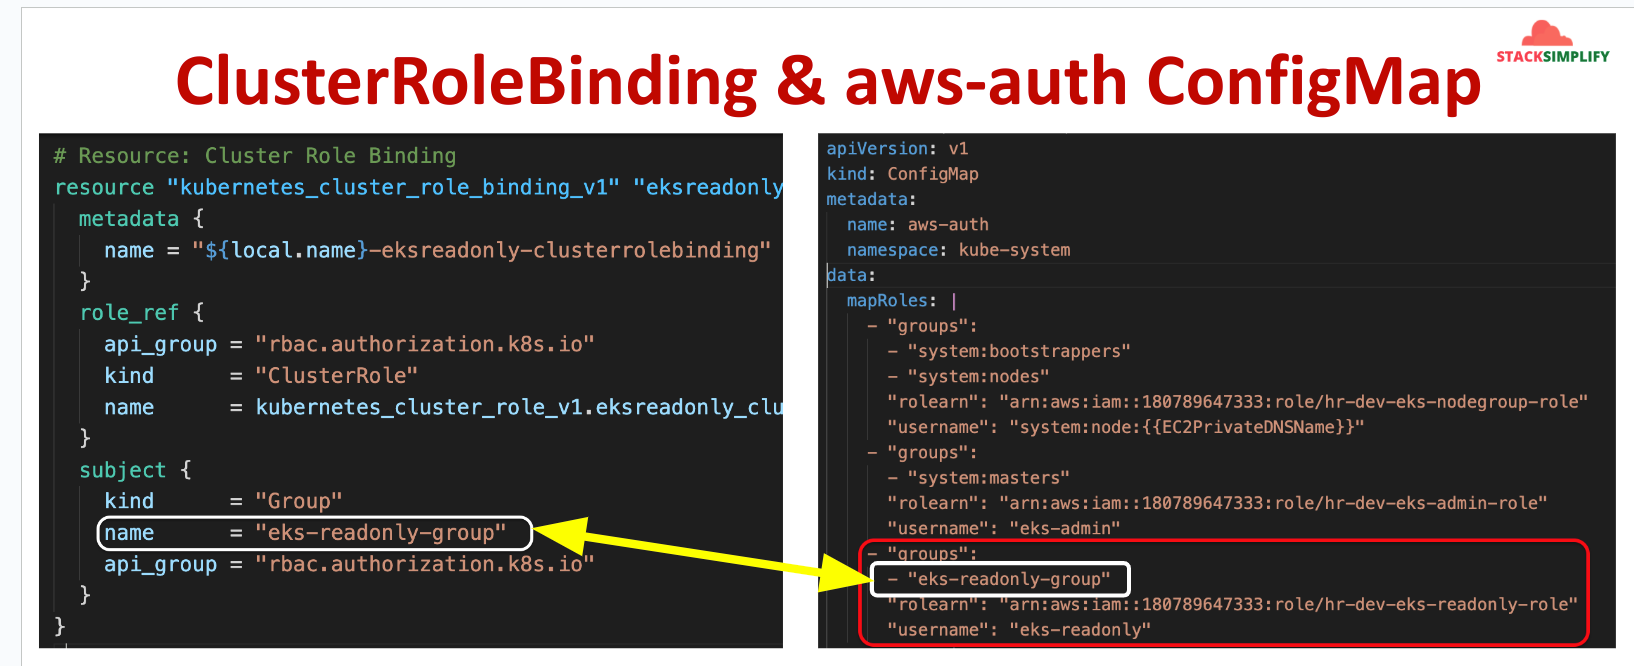 STACKSIMPLIFY
ClusterRoleBinding & aws-auth ConfigMap
# Resource: Cluster Role Binding
resource "kubernetes_cluster_role_binding_v1" "eksreadonly
metadata {
name = "${local.name}-eksreadonly-clusterrolebinding"
}
role_ref {
api_group = "rbac.authorization.k8s.io"
kind = "ClusterRole"
name = kubernetes_cluster_role_v1.eksreadonly_clu
}
subject {
kind = "Group"
name = "eks-readonly-group"
api_group = "rbac.authorization.k8s.io"
}
}
apiVersion: v1
kind: ConfigMap
metadata:
name: aws-auth
namespace: kube-system
data:
mapRoles: |
- "groups":
- "system:bootstrappers"
- "system:nodes"
"rolearn": "arn:aws:iam::180789647333:role/hr-dev-eks-nodegroup-role"
"username": "system:node:{{EC2PrivateDNSName}}"
- "groups":
- "system:masters"
"rolearn": "arn:aws:iam::180789647333:role/hr-dev-eks-admin-role"
"username": "eks-admin"
- "groups":
- "eks-readonly-group"
"rolearn": "arn:aws:iam::180789647333:role/hr-dev-eks-readonly-role"
"username": "eks-readonly"